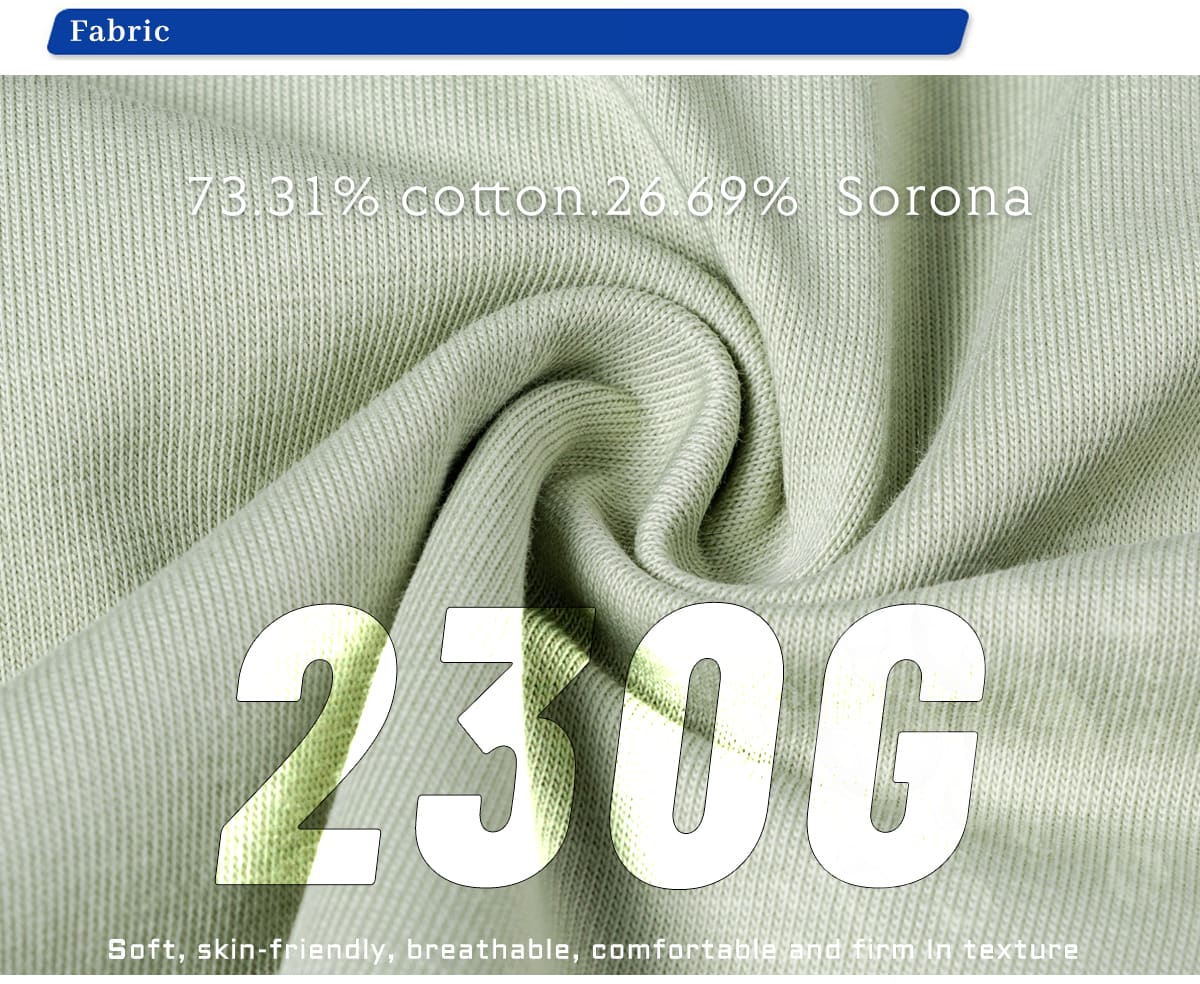 Fabric
73.31% cotton.26.69% Sorona
230G
Soft, skin-friendly, breathable, comfortable and firm In texture